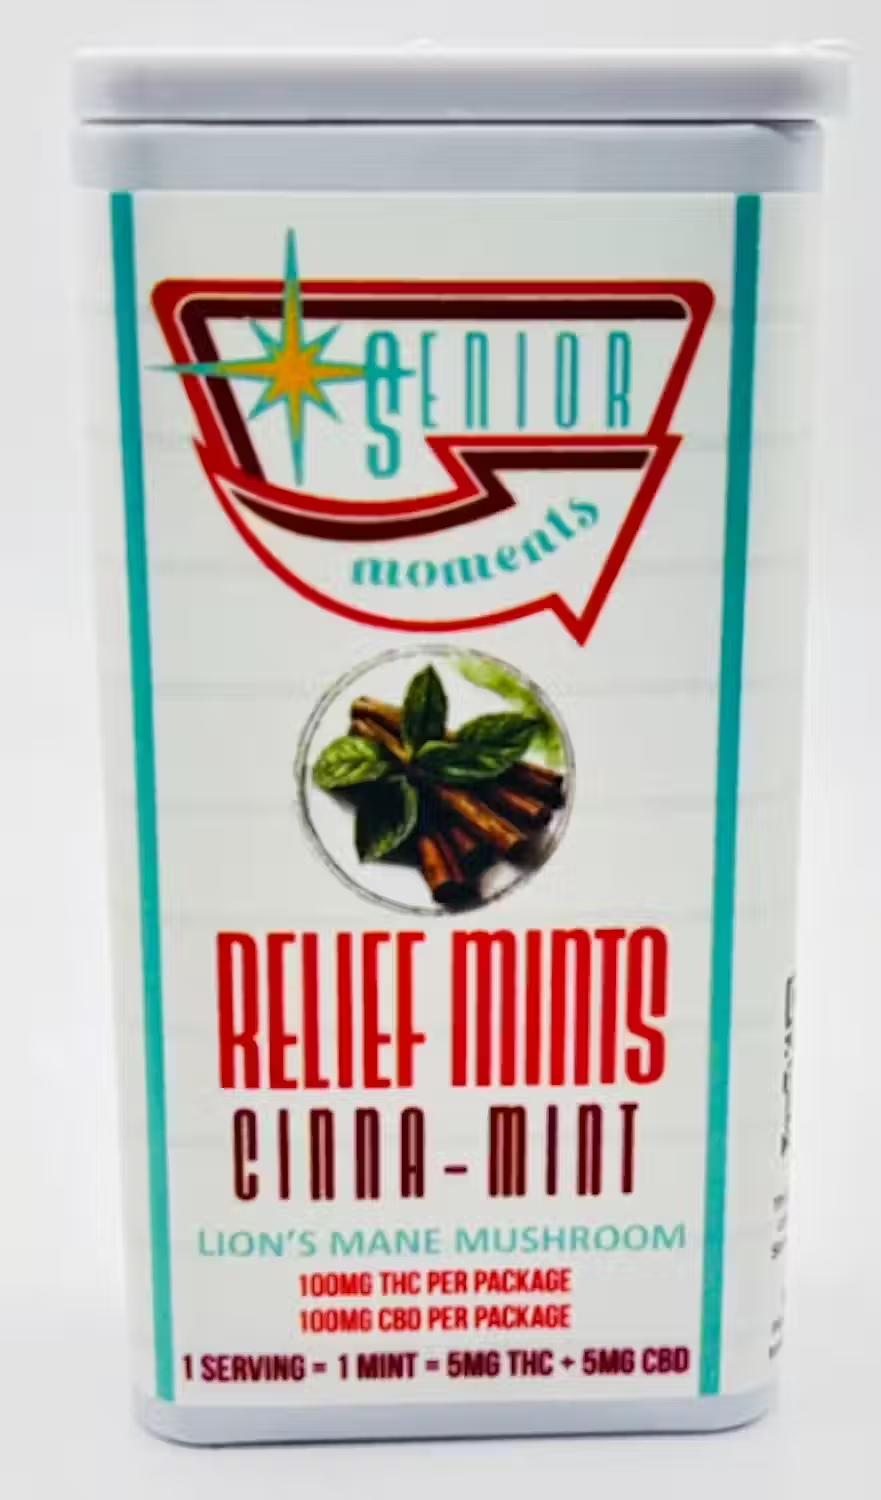 SENIOR
moments
RELIEF MINTS
CINNA-MINT
LION'S MANE MUSHROOM
100MG THC PER PACKAGE
100MG CBD PER PACKAGE
1 SERVING = 1 MINT = 5MG THC + 5MG CBD